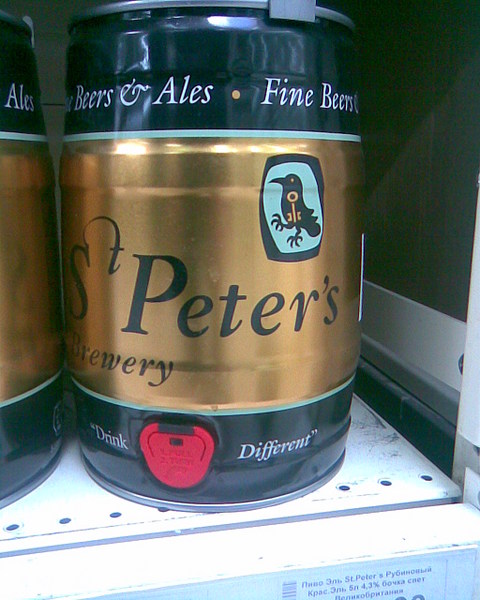 Ales
Beers & Ales • Fine Beers
St Peter's
Brewery
"Drink
Different"
Пиво Эль St.Peter`s Рубиновый
Крас.Эль 5л 4,3% бочка свет
Великобритания